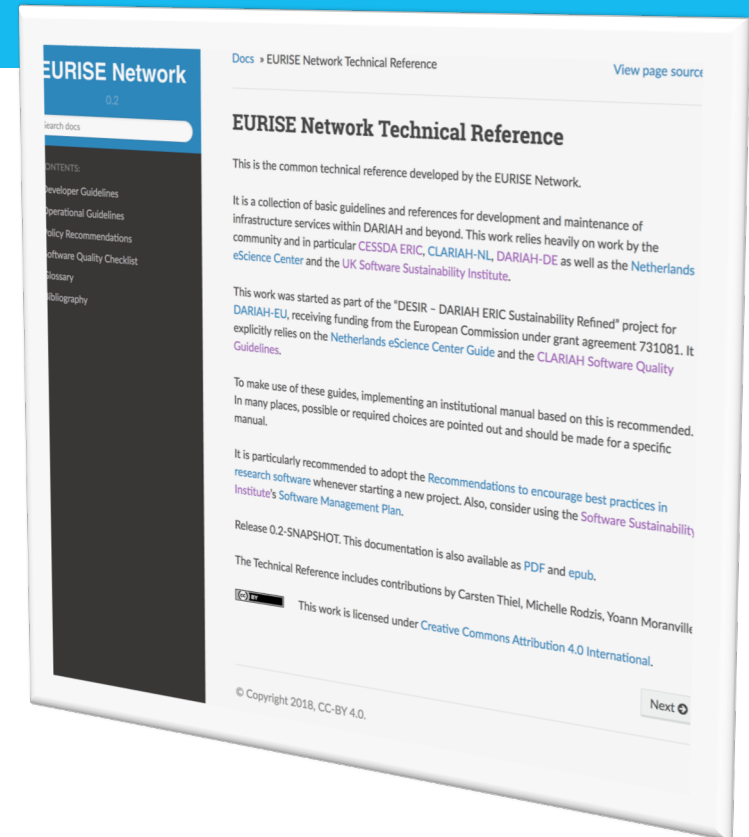 EURISE Network
0.2
Search docs
CONTENTS:
Developer Guidelines
Operational Guidelines
Policy Recommendations
Software Quality Checklist
Glossary
Bibliography
Docs » EURISE Network Technical Reference
View page source
EURISE Network Technical Reference
This is the common technical reference developed by the EURISE Network.
It is a collection of basic guidelines and references for development and maintenance of
infrastructure services within DARIAH and beyond. This work relies heavily on work by the
community and in particular CESSDA ERIC, CLARIAH-NL, DARIAH-DE as well as the Netherlands
eScience Center and the UK Software Sustainability Institute.
This work was started as part of the "DESIR – DARIAH ERIC Sustainability Refined" project for
DARIAH-EU, receiving funding from the European Commission under grant agreement 731081. It
explicitly relies on the Netherlands eScience Center Guide and the CLARIAH Software Quality
Guidelines.
To make use of these guides, implementing an institutional manual based on this is recommended.
In many places, possible or required choices are pointed out and should be made for a specific
manual.
It is particularly recommended to adopt the Recommendations to encourage best practices in
research software whenever starting a new project. Also, consider using the Software Sustainability
Institute's Software Management Plan.
Release 0.2-SNAPSHOT. This documentation is also available as PDF and epub.
The Technical Reference includes contributions by Carsten Thiel, Michelle Rodzis, Yoann Moranville
(cc) BY
This work is licensed under Creative Commons Attribution 4.0 International.
Next
© Copyright 2018, CC-BY 4.0.